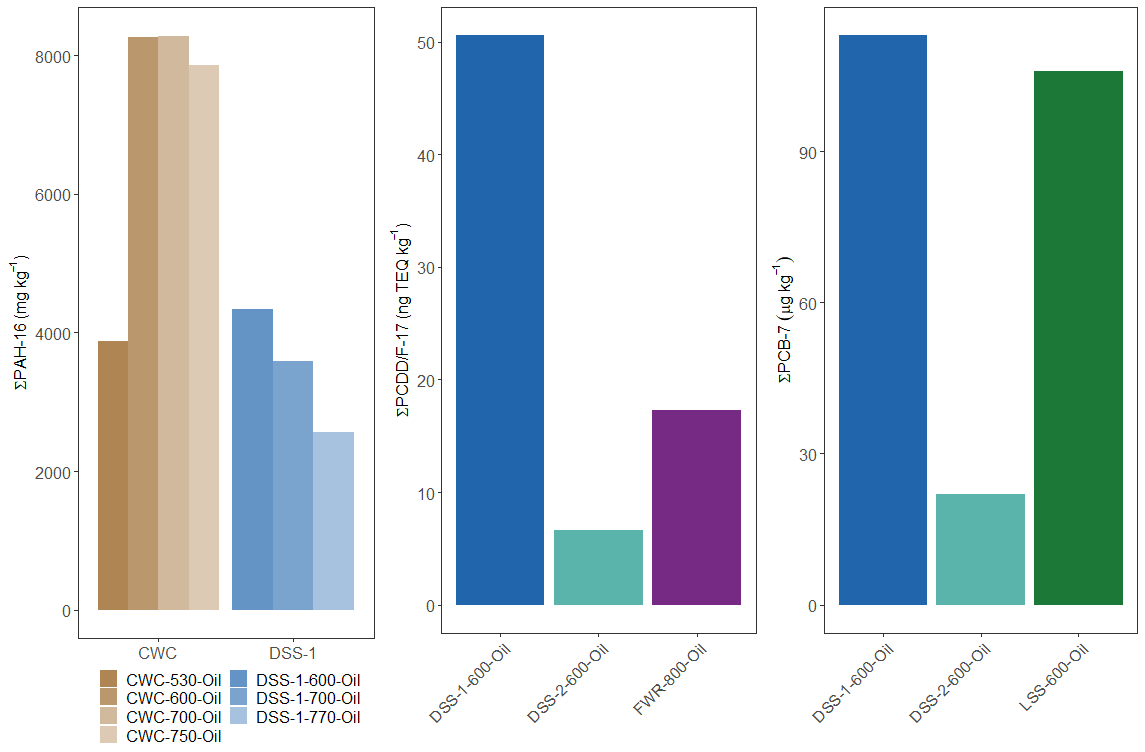 ΣPAH-16 (mg kg⁻¹)
8000
6000
4000
2000
0
CWC
DSS-1
CWC-530-Oil
CWC-600-Oil
CWC-700-Oil
CWC-750-Oil
DSS-1-600-Oil
DSS-1-700-Oil
DSS-1-770-Oil
ΣPCDD/F-17 (ng TEQ kg⁻¹)
50
40
30
20
10
0
DSS-1-600-Oil
DSS-2-600-Oil
FWR-800-Oil
ΣPCB-7 (μg kg⁻¹)
90
60
30
0
DSS-1-600-Oil
DSS-2-600-Oil
LSS-600-Oil